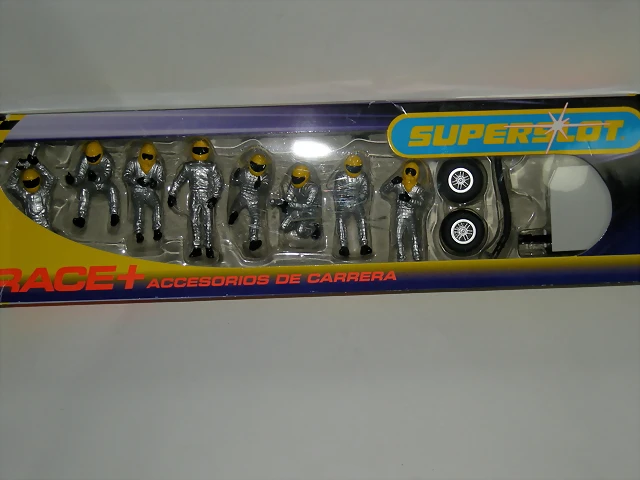 SUPERSLOT
RACE+ ACCESORIOS DE CARRERA